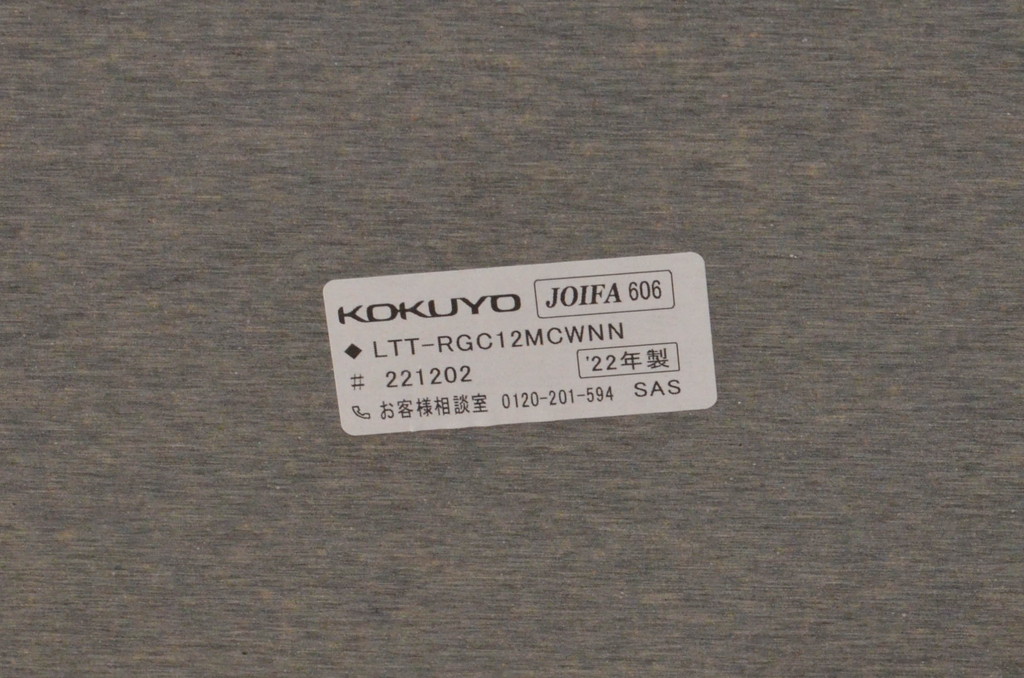 KOKUYO JOIFA 606
◆ LTT-RGC12MCWNN
# 221202 '22年製
お客様相談室 0120-201-594 SAS